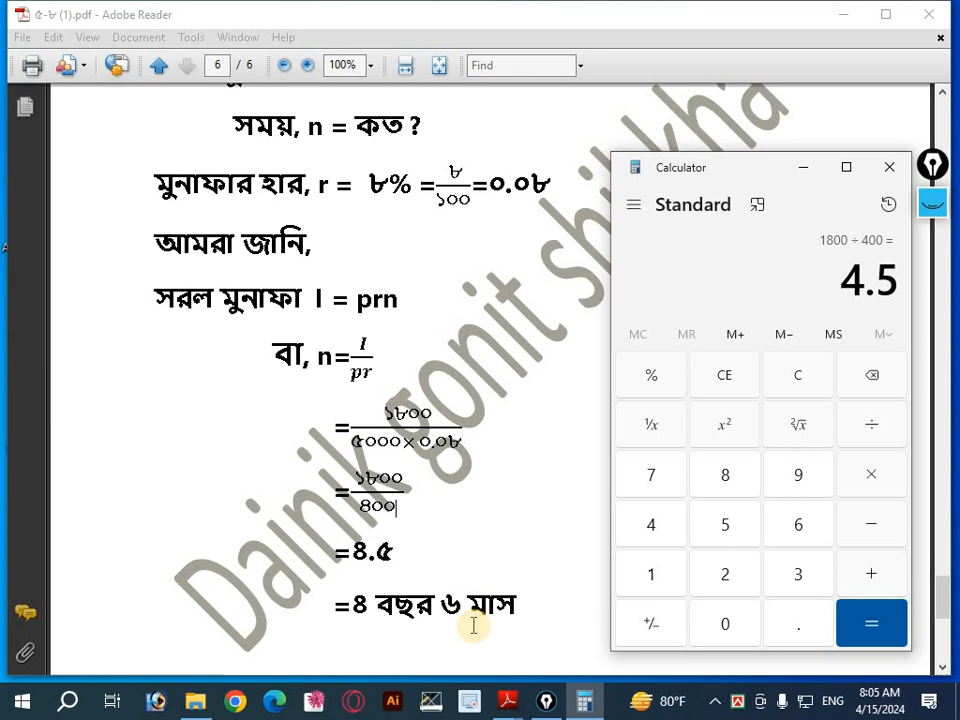 ৫-৮ (1).pdf - Adobe Reader
File Edit View Document Tools Window Help
6 / 6 100% Find
সময়, n = কত ?
মুনাফার হার, r = ৮% =৮/১০০=০.০৮
আমরা জানি,
সরল মুনাফা I = prn
বা, n=I/pr
=১৮০০/৫০০০×০.০৮
=১৮০০/৪০০
=৪.৫
=৪ বছর ৬ মাস
Dainik gonit shikha
Calculator
Standard
1800 ÷ 400 =
4.5
MC MR M+ M− MS M˅
% CE C
¹/x x² ²√x ÷
7 8 9 ×
4 5 6 −
1 2 3 +
+/− 0 . =
Ai 80°F ENG 8:05 AM
4/15/2024